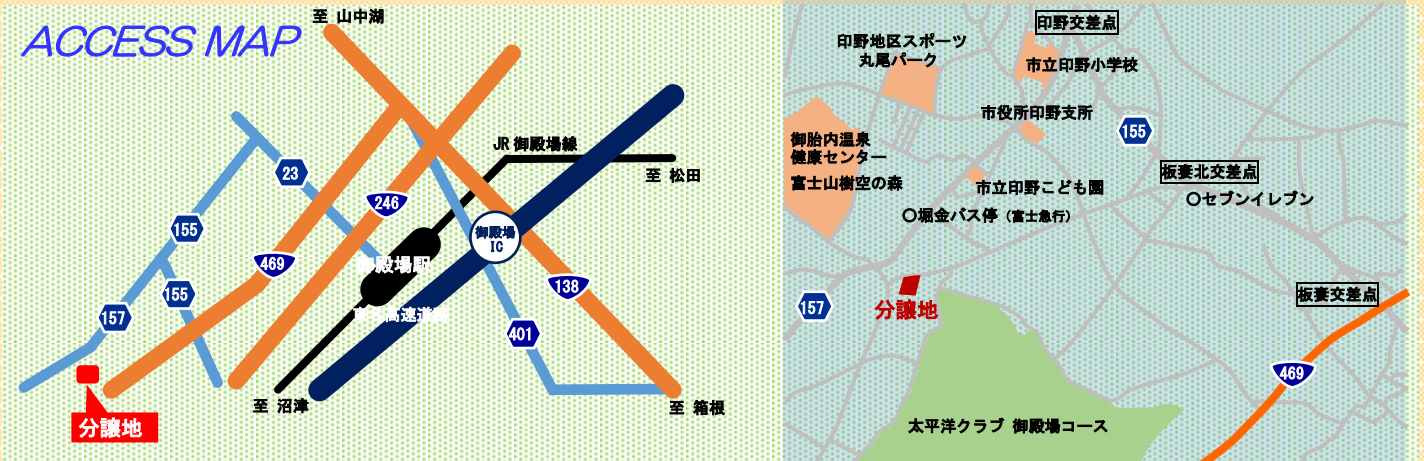 ACCESS MAP
至 山中湖
JR 御殿場線
至 松田
23
246
155
469
155
157
御殿場駅
御殿場
IC
東名高速道路
138
401
至 沼津
至 箱根
分譲地
印野交差点
印野地区スポーツ
丸尾パーク
市立印野小学校
市役所印野支所
155
御胎内温泉
健康センター
富士山樹空の森
板妻北交差点
市立印野こども園
セブンイレブン
堀金バス停（富士急行）
157
分譲地
板妻交差点
469
太平洋クラブ 御殿場コース